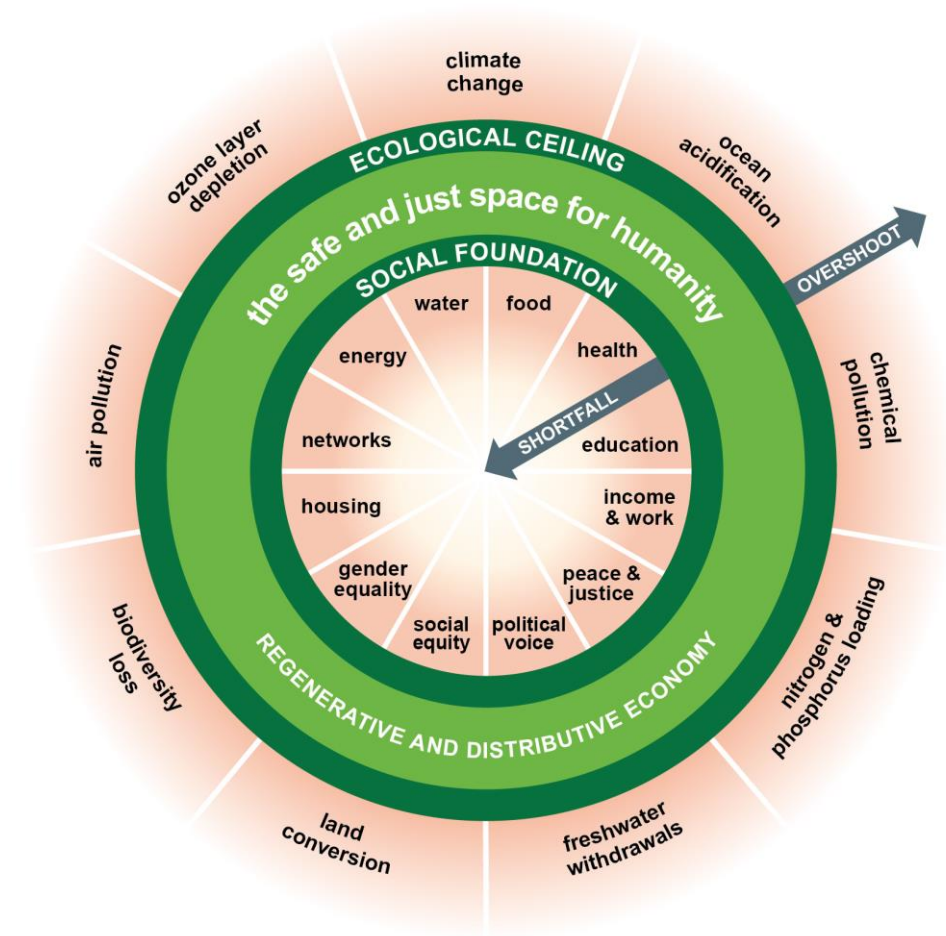 climate
change
ocean
acidification
chemical
pollution
nitrogen &
phosphorus loading
freshwater
withdrawals
land
conversion
biodiversity
loss
air pollution
ozone layer
depletion
ECOLOGICAL CEILING
OVERSHOOT
the safe and just space for humanity
SOCIAL FOUNDATION
water
food
health
SHORTFALL
education
income
& work
peace &
justice
political
voice
social
equity
gender
equality
housing
networks
energy
REGENERATIVE AND DISTRIBUTIVE ECONOMY